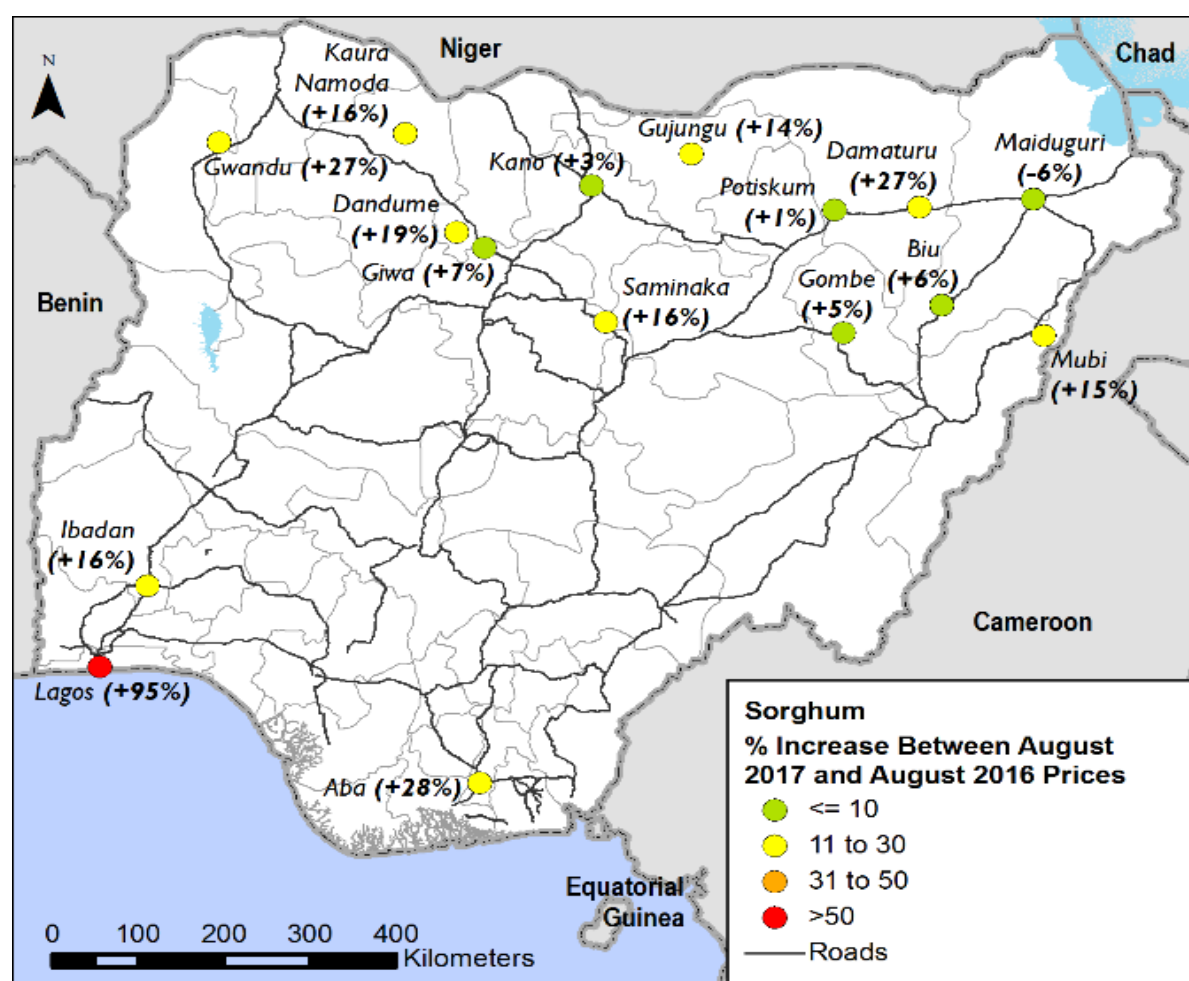 N
Niger
Chad
Kaura
Namoda
(+16%)
Gwandu (+27%)
Kano (+3%)
Gujungu (+14%)
Damaturu
(+27%)
Maiduguri
(-6%)
Potiskum
(+1%)
Dandume
(+19%)
Giwa (+7%)
Biu
(+6%)
Gombe
(+5%)
Saminaka
(+16%)
Benin
Mubi
(+15%)
Ibadan
(+16%)
Lagos (+95%)
Cameroon
Aba (+28%)
Equatorial
Guinea
0 100 200 300 400
Kilometers
Sorghum
% Increase Between August
2017 and August 2016 Prices
<= 10
11 to 30
31 to 50
>50
Roads